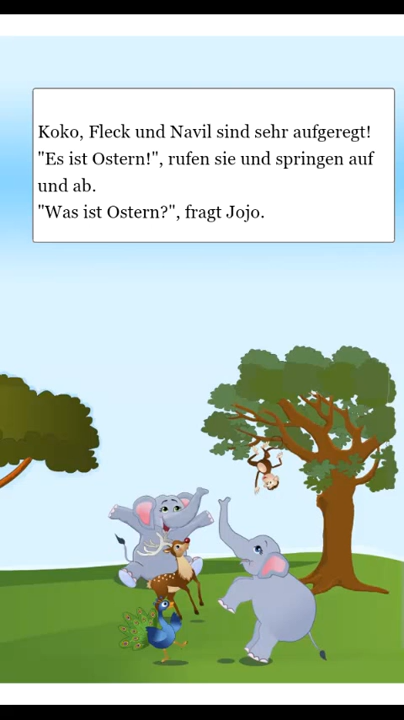 Koko, Fleck und Navil sind sehr aufgeregt!
"Es ist Ostern!", rufen sie und springen auf
und ab.
"Was ist Ostern?", fragt Jojo.